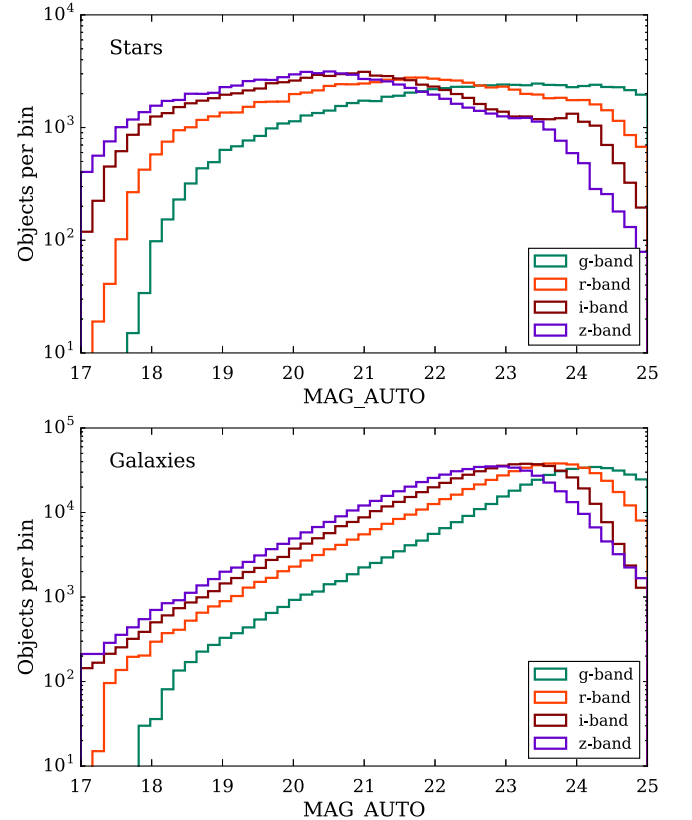 10^4
Stars
10^3
Objects per bin
10^2
g-band
r-band
i-band
z-band
10^1
17 18 19 20 21 22 23 24 25
MAG_AUTO
10^5
Galaxies
10^4
Objects per bin
10^3
10^2
g-band
r-band
i-band
z-band
10^1
17 18 19 20 21 22 23 24 25
MAG_AUTO